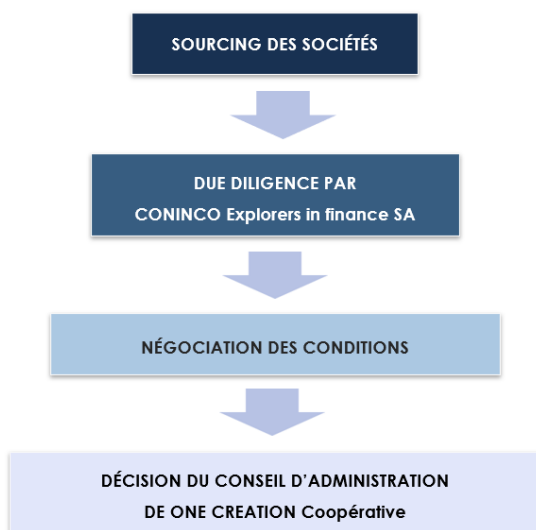 SOURCING DES SOCIÉTÉS
DUE DILIGENCE PAR
CONINCO Explorers in finance SA
NÉGOCIATION DES CONDITIONS
DÉCISION DU CONSEIL D’ADMINISTRATION
DE ONE CREATION Coopérative